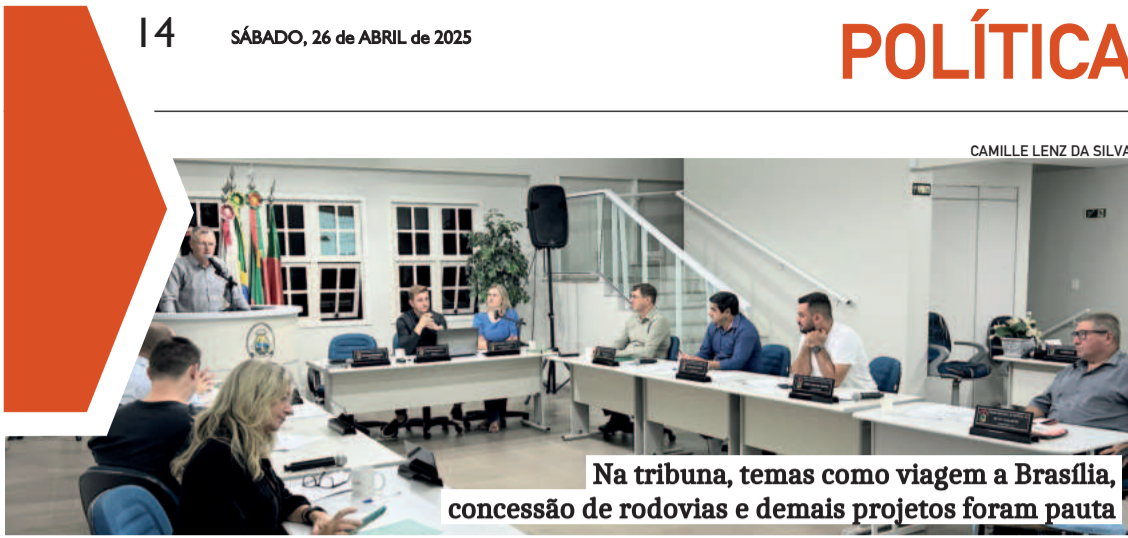 14
SÁBADO, 26 de ABRIL de 2025
POLÍTICA
CAMILLE LENZ DA SILVA
Na tribuna, temas como viagem a Brasília,
concessão de rodovias e demais projetos foram pauta